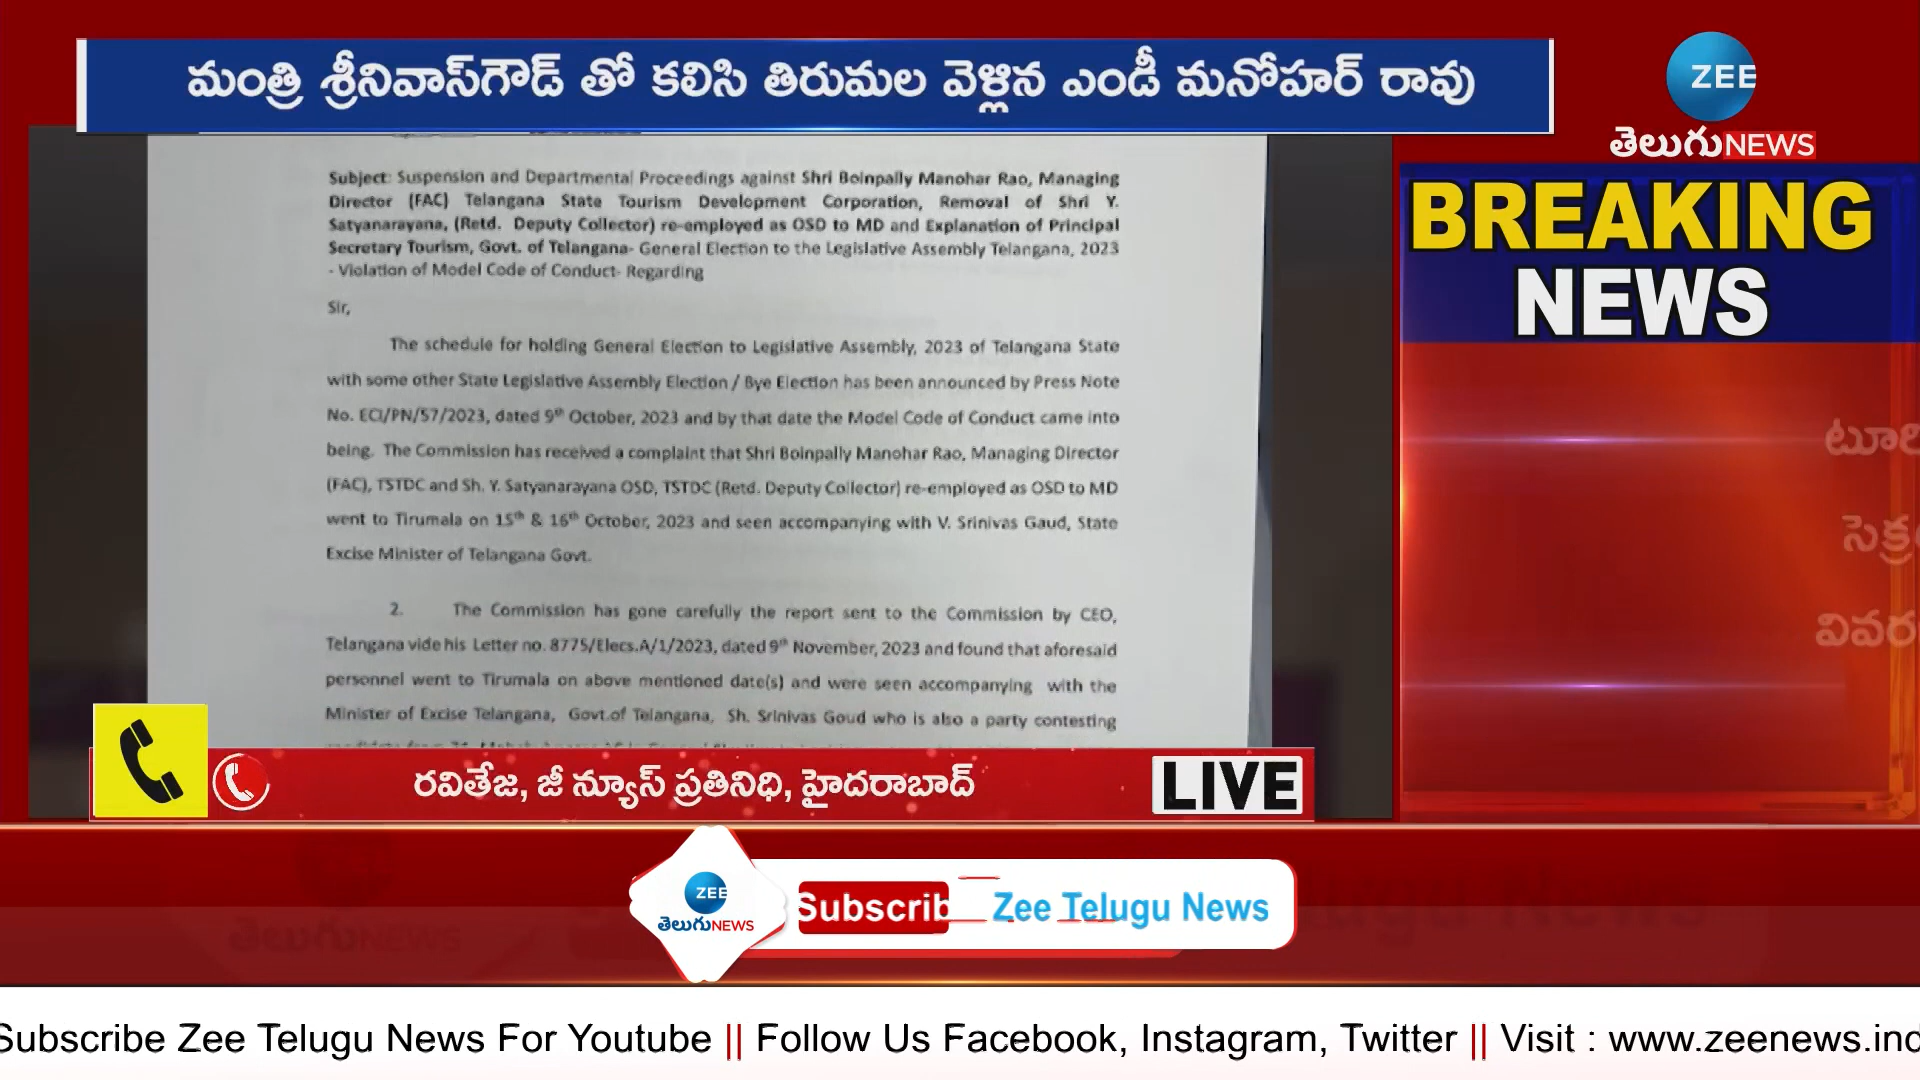 మంత్రి శ్రీనివాస్‌గౌడ్ తో కలిసి తిరుమల వెళ్లిన ఎండీ మనోహర్ రావు
ZEE
తెలుగు NEWS
BREAKING
NEWS
Subject: Suspension and Departmental Proceedings against Shri Boinpally Manohar Rao, Managing
Director (FAC) Telangana State Tourism Development Corporation, Removal of Shri Y.
Satyanarayana, (Retd. Deputy Collector) re-employed as OSD to MD and Explanation of Principal
Secretary Tourism, Govt. of Telangana- General Election to the Legislative Assembly Telangana, 2023
- Violation of Model Code of Conduct- Regarding
Sir,
The schedule for holding General Election to Legislative Assembly, 2023 of Telangana State
with some other State Legislative Assembly Election / Bye Election has been announced by Press Note
No. ECI/PN/57/2023, dated 9th October, 2023 and by that date the Model Code of Conduct came into
being. The Commission has received a complaint that Shri Boinpally Manohar Rao, Managing Director
(FAC), TSTDC and Sh. Y. Satyanarayana OSD, TSTDC (Retd. Deputy Collector) re-employed as OSD to MD
went to Tirumala on 15th & 16th October, 2023 and seen accompanying with V. Srinivas Gaud, State
Excise Minister of Telangana Govt.
2. The Commission has gone carefully the report sent to the Commission by CEO,
Telangana vide his Letter no. 8775/Elecs.A/1/2023, dated 9th November, 2023 and found that aforesaid
personnel went to Tirumala on above mentioned date(s) and were seen accompanying with the
Minister of Excise Telangana, Govt.of Telangana, Sh. Srinivas Goud who is also a party contesting
రవితేజ, జీ న్యూస్ ప్రతినిధి, హైదరాబాద్
LIVE
ZEE
తెలుగు NEWS
Subscrib
Zee Telugu News
Subscribe Zee Telugu News For Youtube || Follow Us Facebook, Instagram, Twitter || Visit : www.zeenews.ind